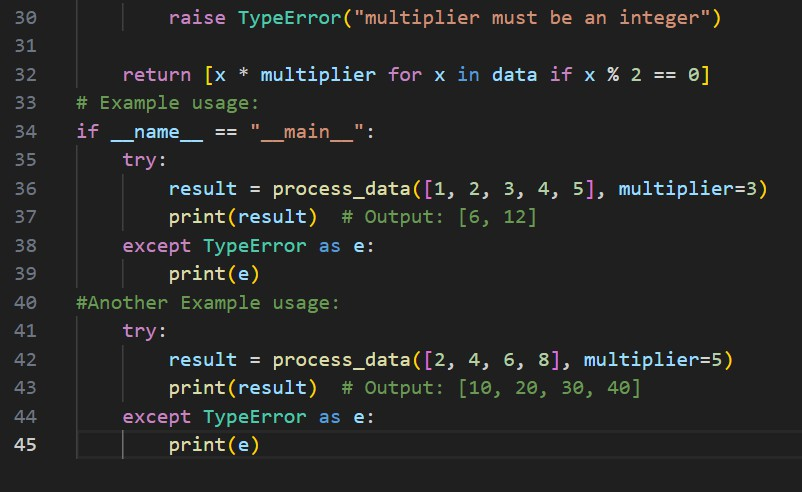 30 raise TypeError("multiplier must be an integer")
31
32 return [x * multiplier for x in data if x % 2 == 0]
33 # Example usage:
34 if __name__ == "__main__":
35 try:
36 result = process_data([1, 2, 3, 4, 5], multiplier=3)
37 print(result)  # Output: [6, 12]
38 except TypeError as e:
39 print(e)
40 #Another Example usage:
41 try:
42 result = process_data([2, 4, 6, 8], multiplier=5)
43 print(result)  # Output: [10, 20, 30, 40]
44 except TypeError as e:
45 print(e)